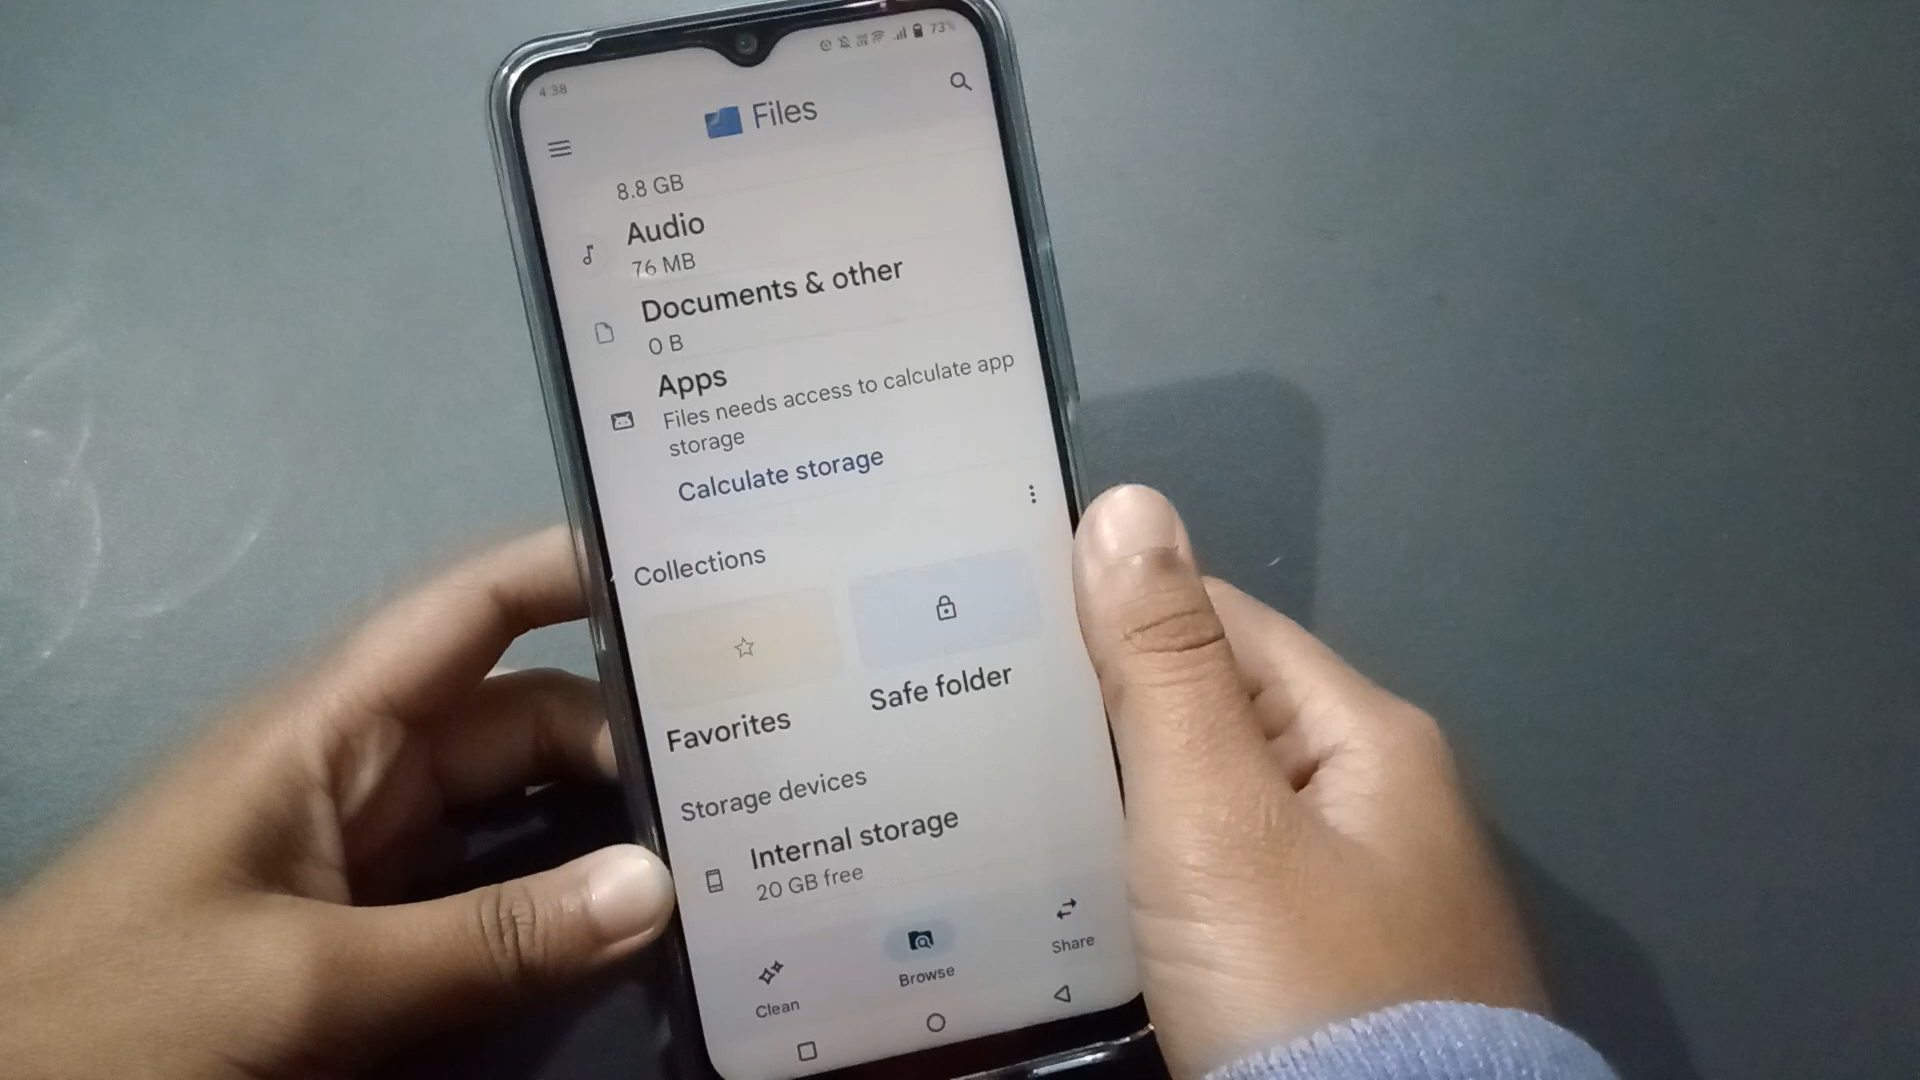 4:38
73%
Files
8.8 GB
Audio
76 MB
Documents & other
0 B
Apps
Files needs access to calculate app
storage
Calculate storage
Collections
Favorites
Safe folder
Storage devices
Internal storage
20 GB free
Clean
Browse
Share